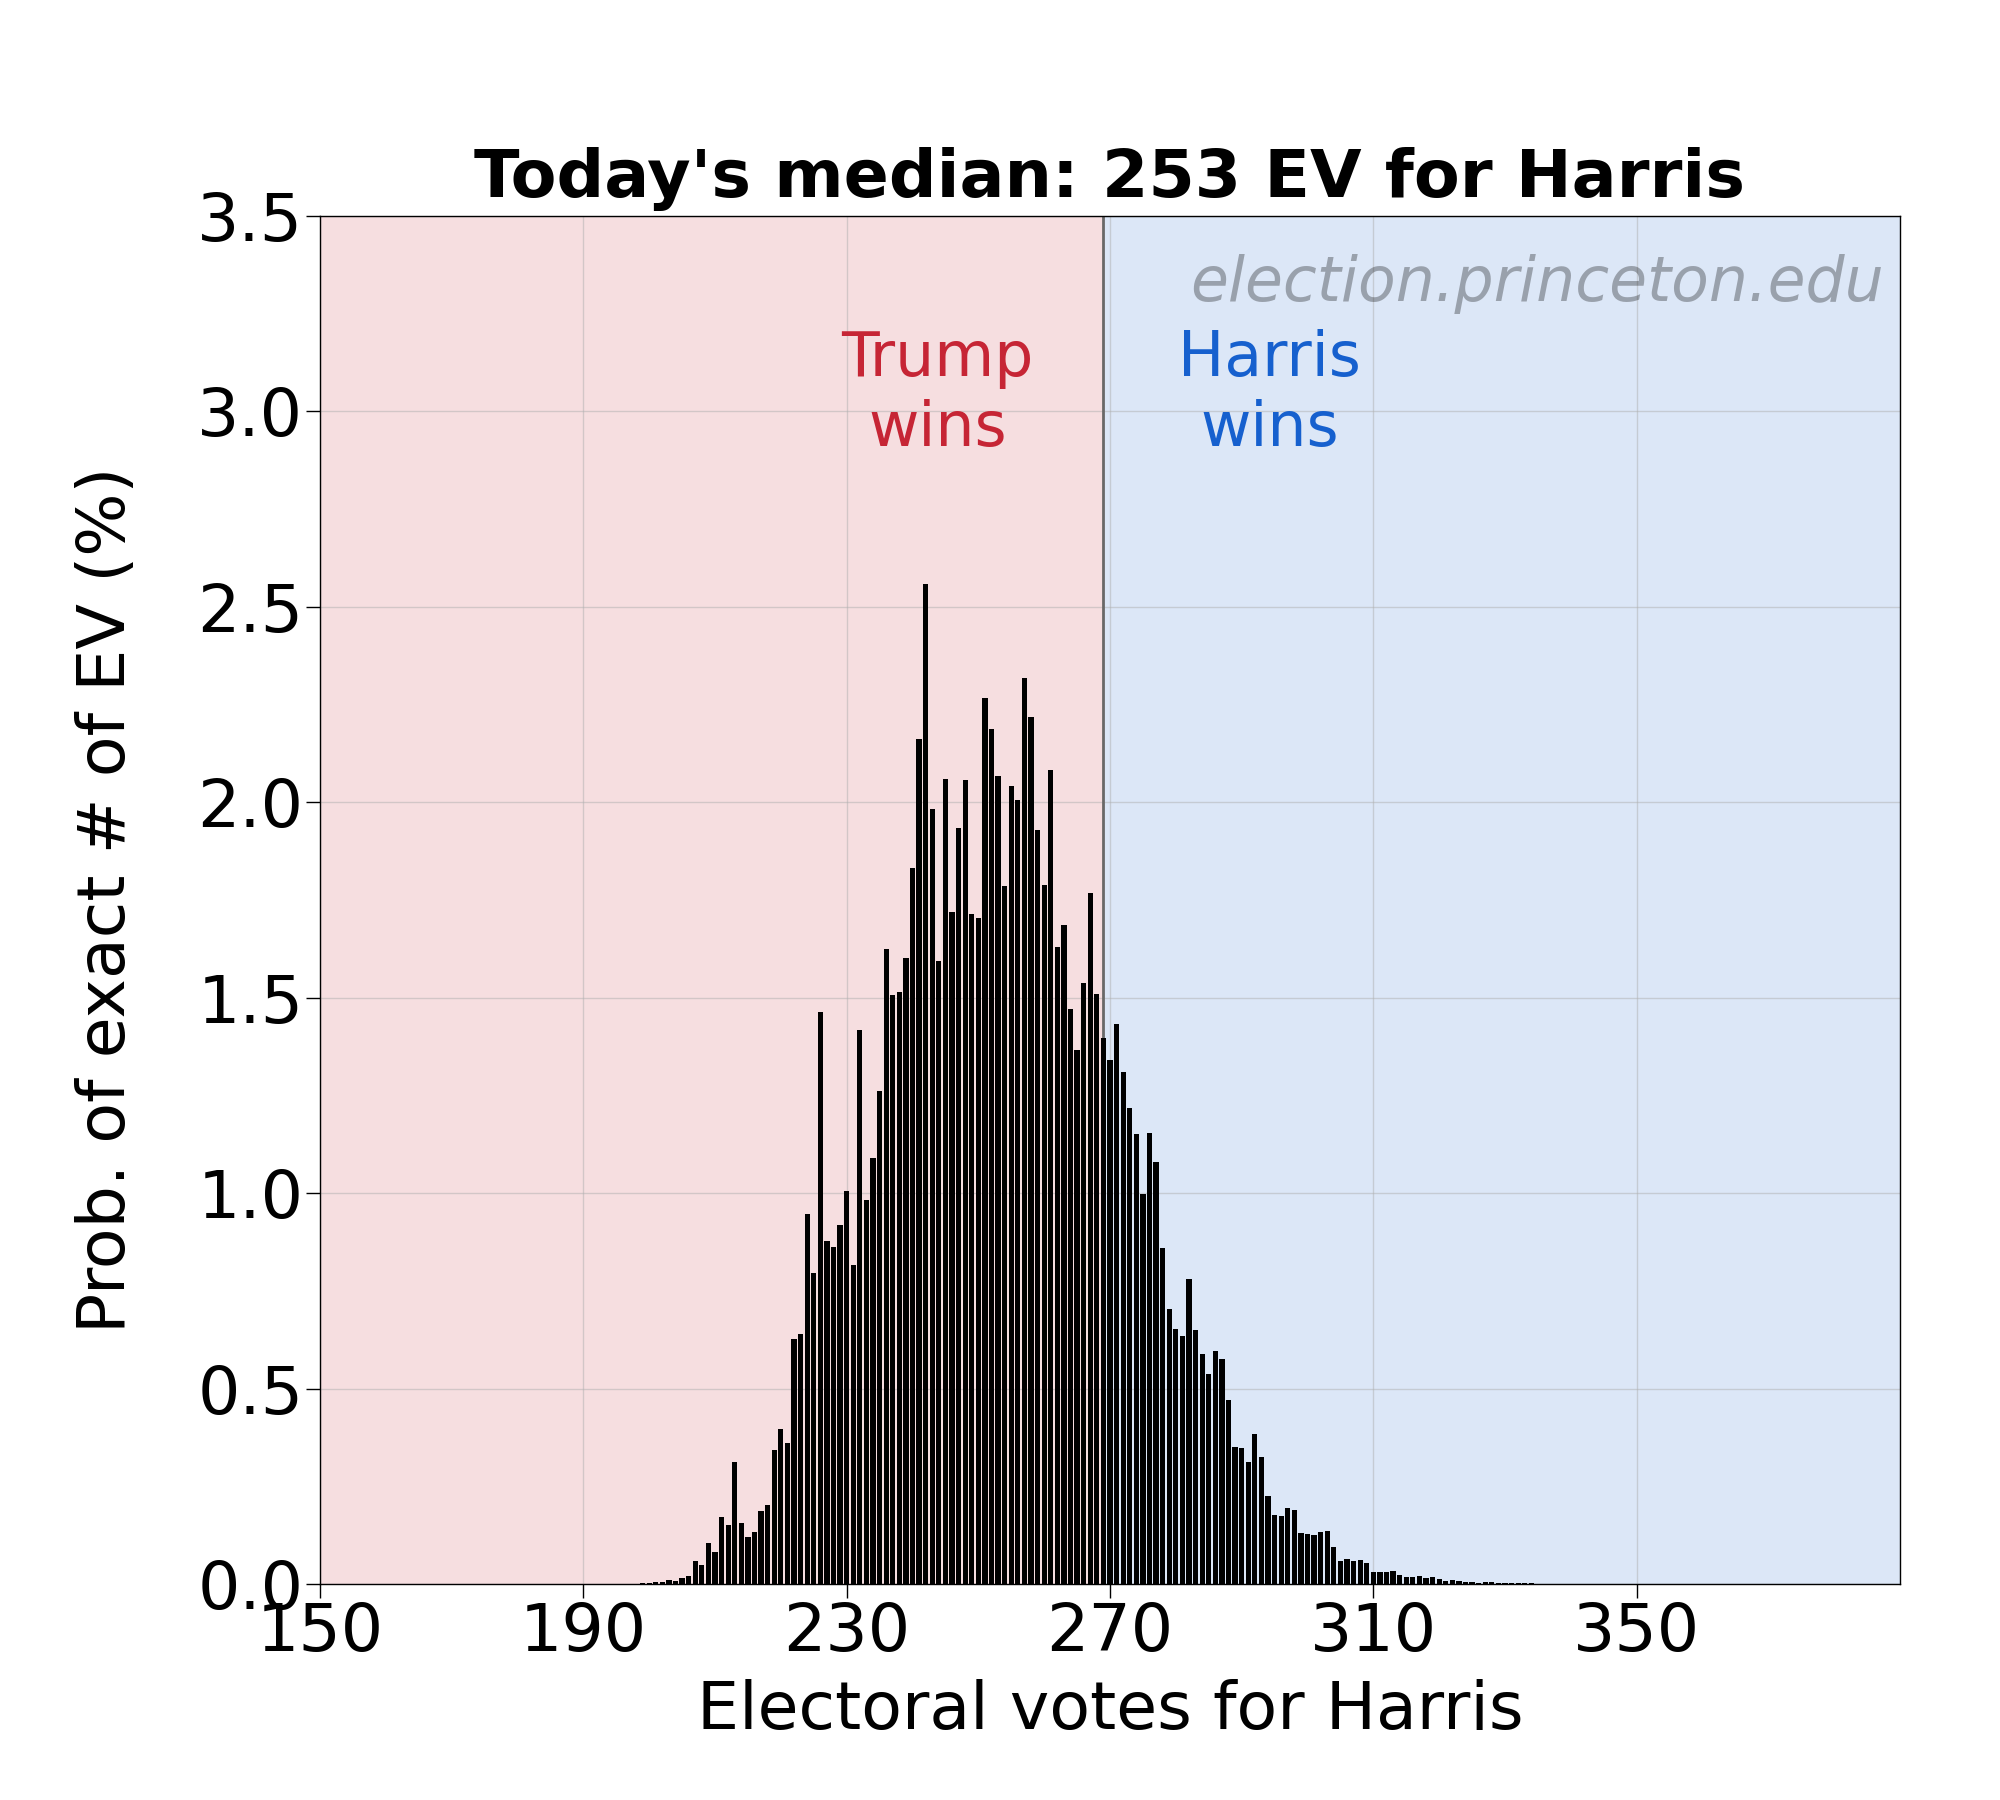 Today's median: 253 EV for Harris
election.princeton.edu
Trump
wins
Harris
wins
Prob. of exact # of EV (%)
3.5
3.0
2.5
2.0
1.5
1.0
0.5
0.0
150 190 230 270 310 350
Electoral votes for Harris